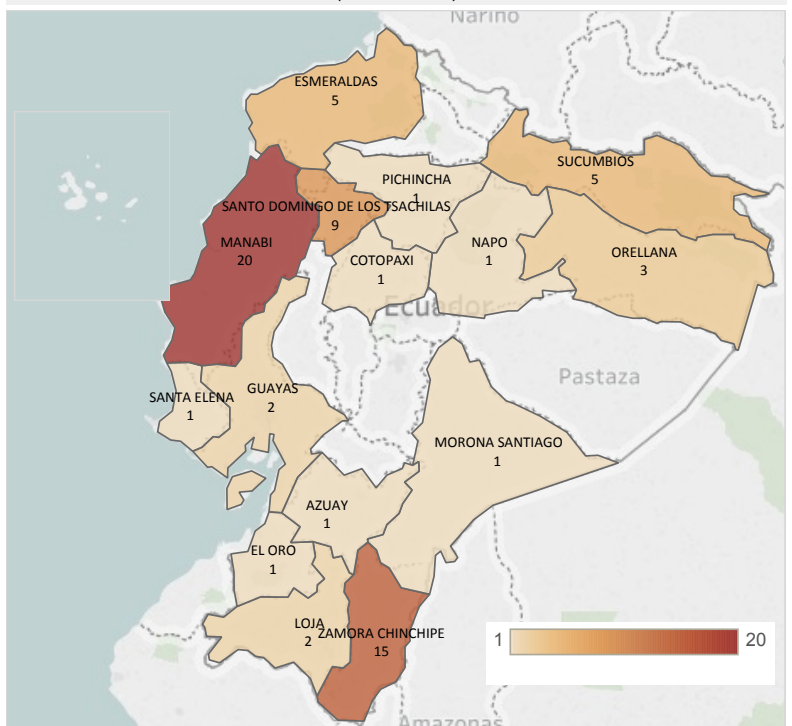 Nariño
ESMERALDAS
5
SUCUMBIOS
5
PICHINCHA
1
SANTO DOMINGO DE LOS TSACHILAS
9
MANABI
20
NAPO
1
ORELLANA
3
COTOPAXI
1
Ecuador
Pastaza
SANTA ELENA
1
GUAYAS
2
MORONA SANTIAGO
1
AZUAY
1
EL ORO
1
LOJA
2
ZAMORA CHINCHIPE
15
1
20
Amazonas